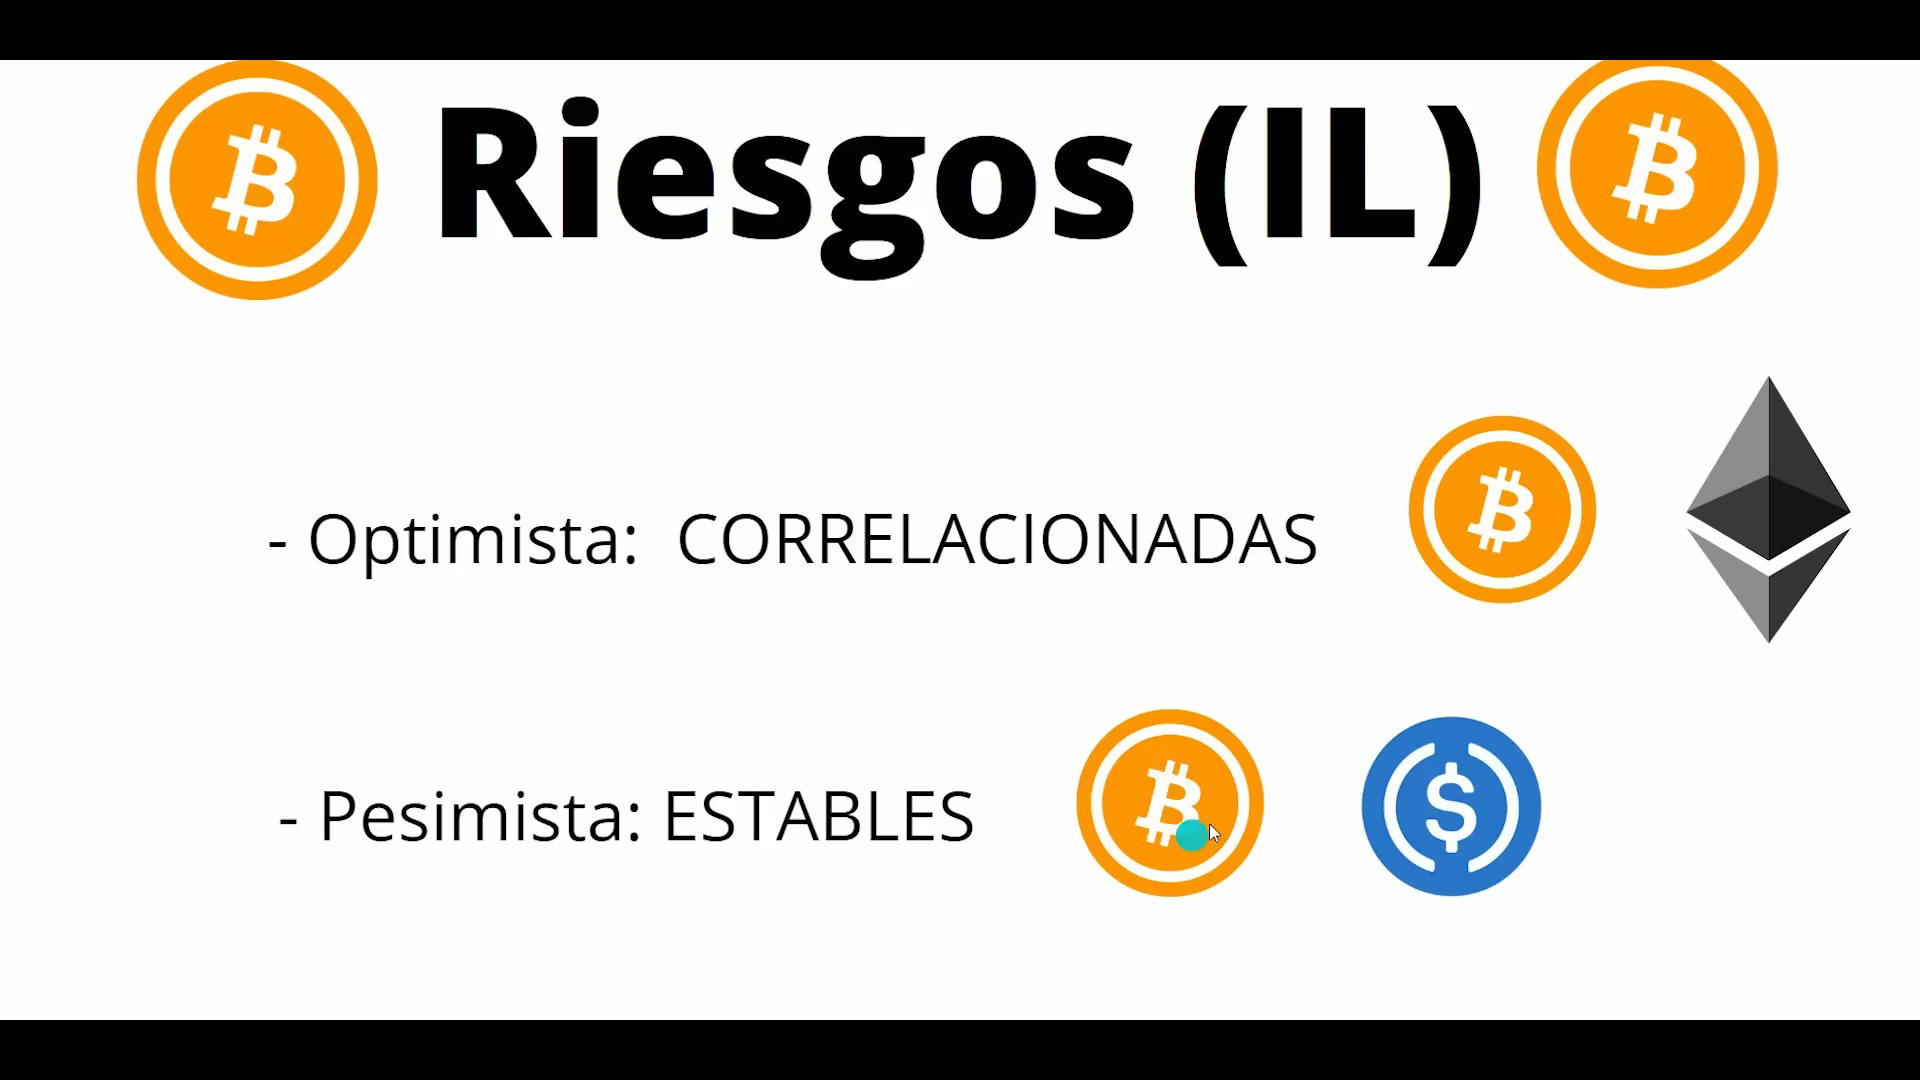 Riesgos (IL)
- Optimista: CORRELACIONADAS
- Pesimista: ESTABLES